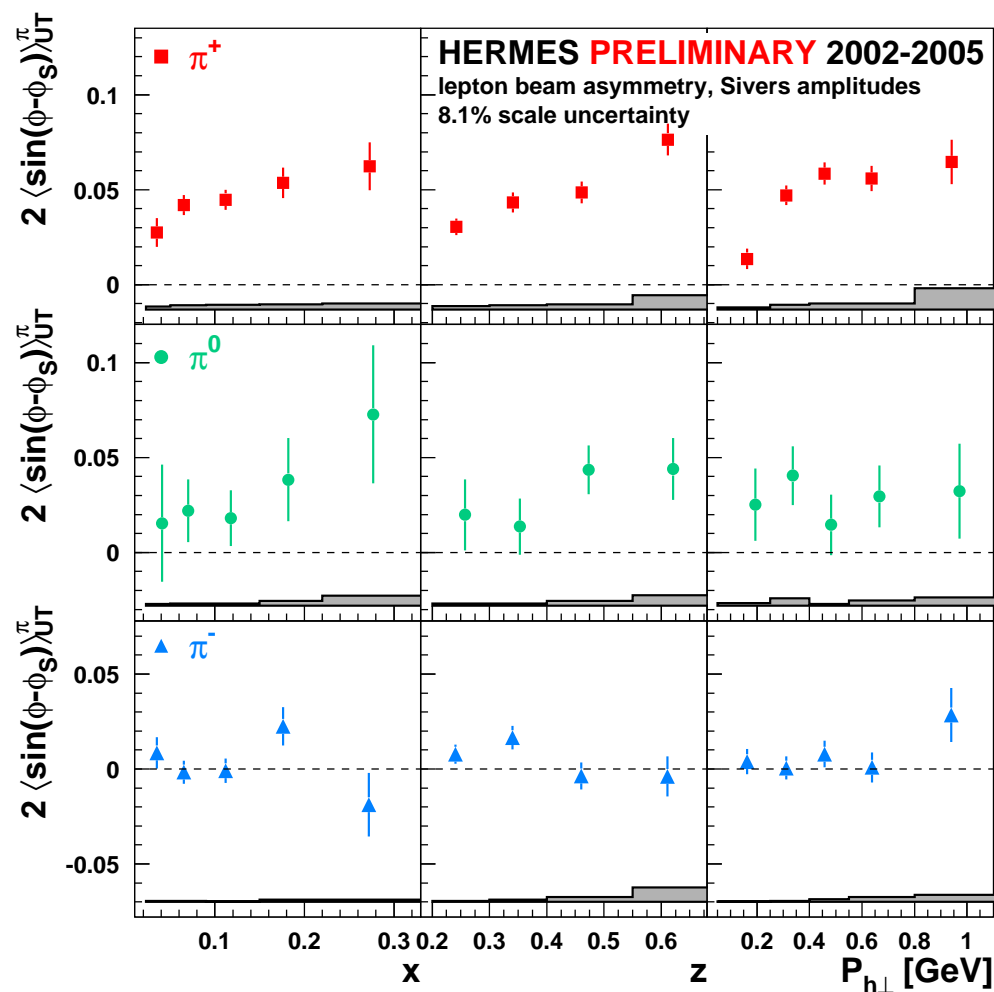 HERMES PRELIMINARY 2002-2005
lepton beam asymmetry, Sivers amplitudes
8.1% scale uncertainty
π+
2 ⟨sin(ϕ-ϕS)⟩πUT
0.1
0.05
0
π0
2 ⟨sin(ϕ-ϕS)⟩πUT
0.1
0.05
0
π-
2 ⟨sin(ϕ-ϕS)⟩πUT
0.05
0
-0.05
0.1 0.2 0.3
x
0.2 0.3 0.4 0.5 0.6
z
0.2 0.4 0.6 0.8 1
Ph⊥ [GeV]